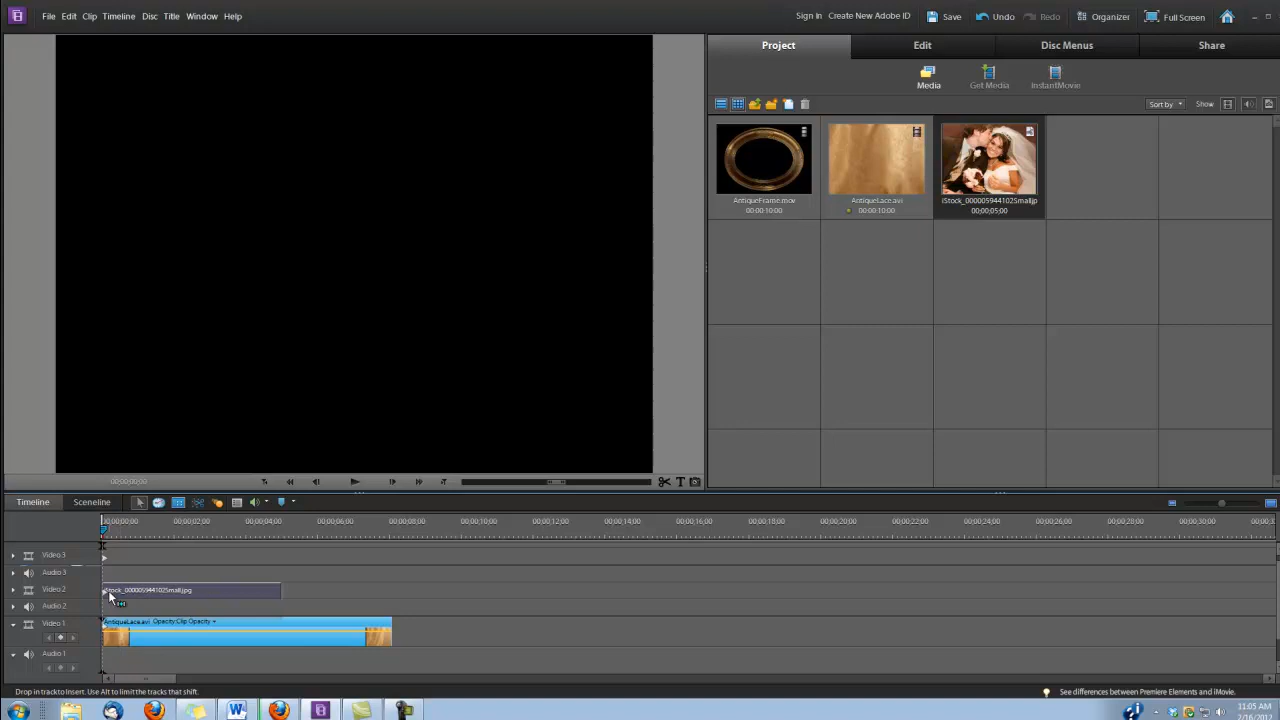 File Edit Clip Timeline Disc Title Window Help
Sign In Create New Adobe ID Save Undo Redo Organizer Full Screen
Project Edit Disc Menus Share
Media Get Media InstantMovie
Sort by Show
AntiqueFrame.mov
00:00:10:00
AntiqueLace.avi
00:00:10:00
iStock_000005944102Smalljp
00;00;05;00
00;00;00;00
Timeline Sceneline
00;00;00;00 00;00;02;00 00;00;04;00 00;00;06;00 00;00;08;00 00;00;10;00 00;00;12;00 00;00;14;00 00;00;16;00 00;00;18;00 00;00;20;00 00;00;22;00 00;00;24;00 00;00;26;00 00;00;28;00 00;00;30;00
Video 3
Audio 3
Video 2 iStock_000005944102Small.jpg
Audio 2
Video 1 AntiqueLace.avi Opacity:Clip Opacity
Audio 1
Drop in track to Insert. Use Alt to limit the tracks that shift.
See differences between Premiere Elements and iMovie.
11:05 AM
2/16/2012